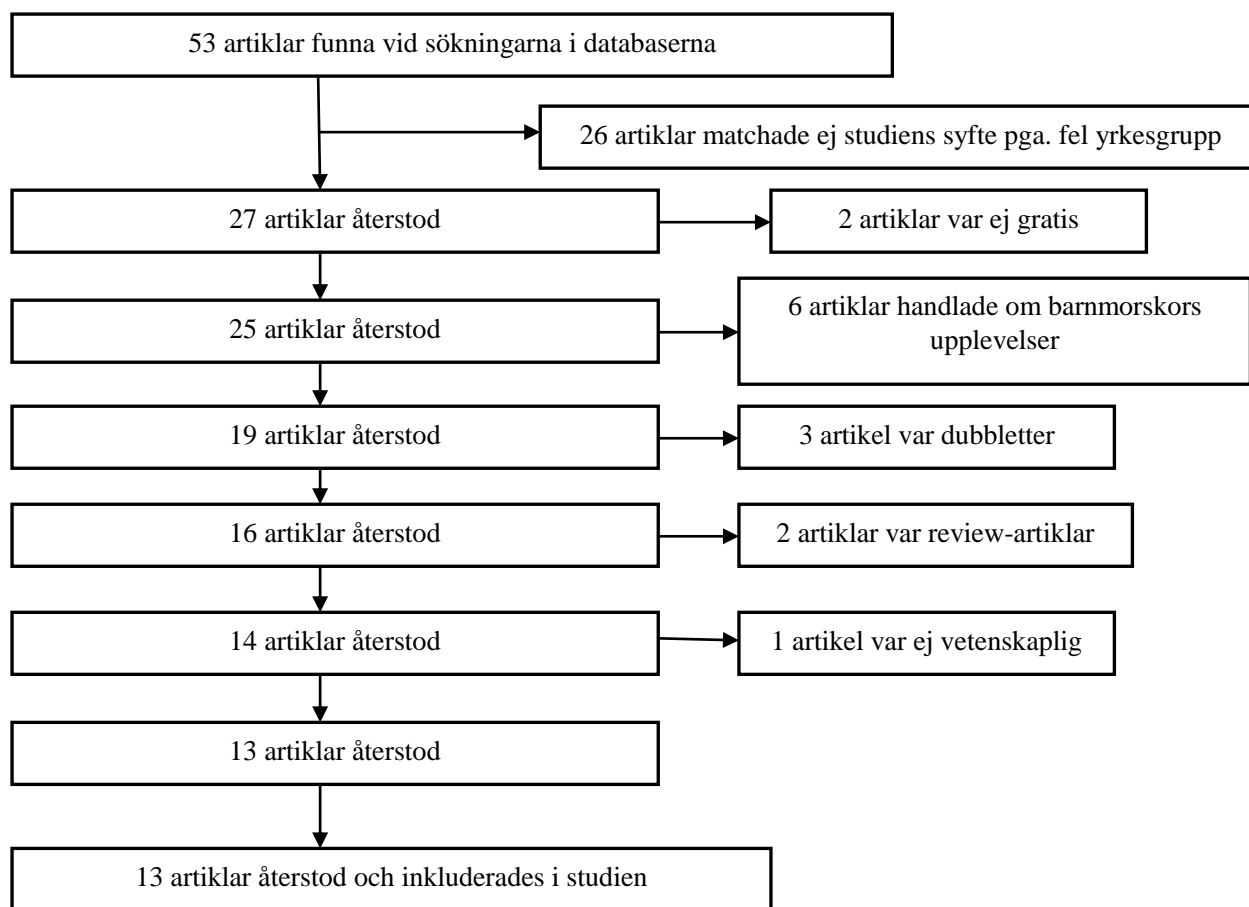 53 artiklar funna vid sökningarna i databaserna
26 artiklar matchade ej studiens syfte pga. fel yrkesgrupp
27 artiklar återstod
2 artiklar var ej gratis
25 artiklar återstod
6 artiklar handlade om barnmorskors
upplevelser
19 artiklar återstod
3 artikel var dubbletter
16 artiklar återstod
2 artiklar var review-artiklar
14 artiklar återstod
1 artikel var ej vetenskaplig
13 artiklar återstod
13 artiklar återstod och inkluderades i studien